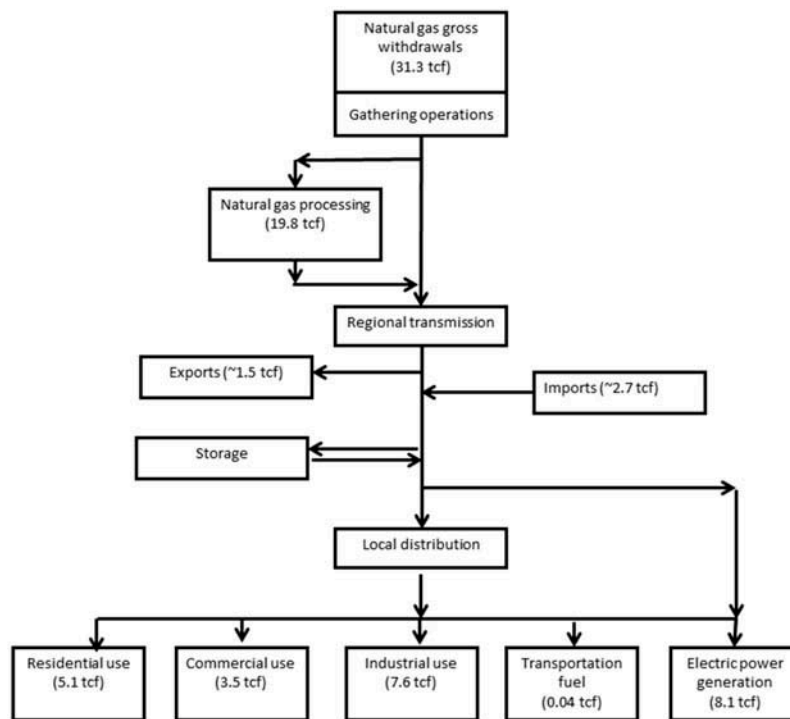 Natural gas gross
withdrawals
(31.3 tcf)
Gathering operations
Natural gas processing
(19.8 tcf)
Regional transmission
Exports (~1.5 tcf)
Imports (~2.7 tcf)
Storage
Local distribution
Residential use
(5.1 tcf)
Commercial use
(3.5 tcf)
Industrial use
(7.6 tcf)
Transportation
fuel
(0.04 tcf)
Electric power
generation
(8.1 tcf)